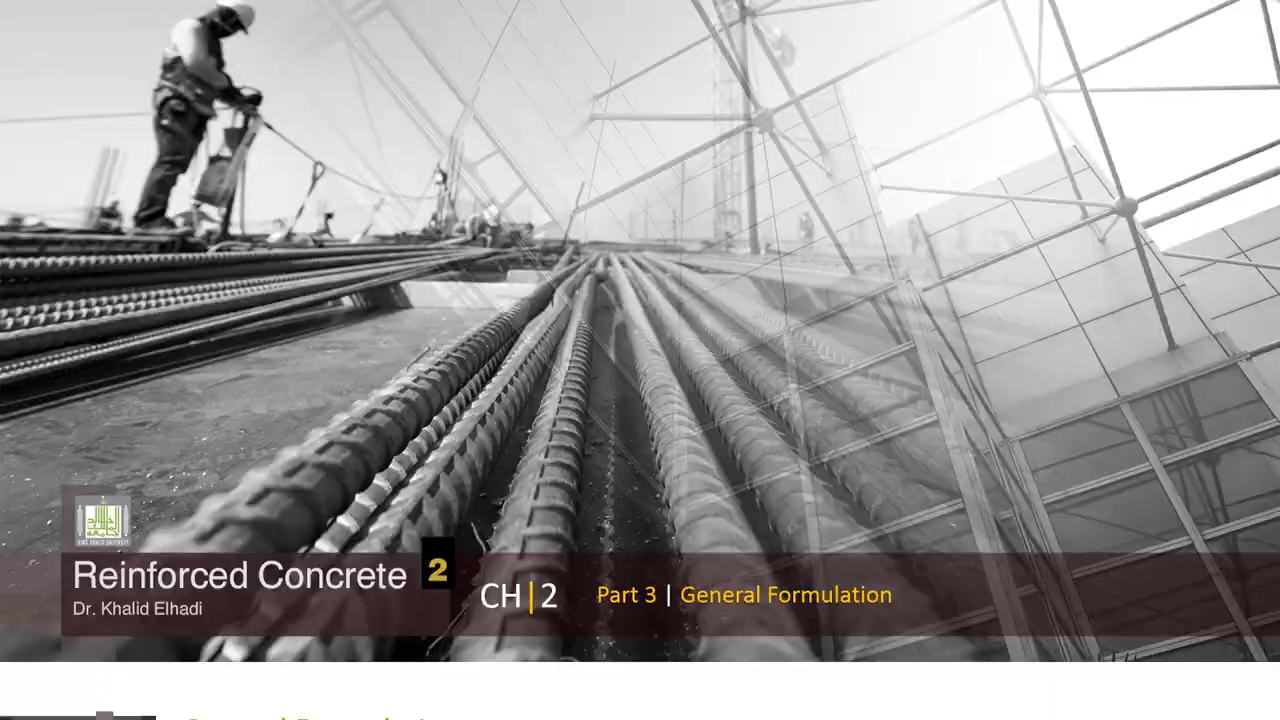 Reinforced Concrete 2
Dr. Khalid Elhadi
CH|2
Part 3 | General Formulation